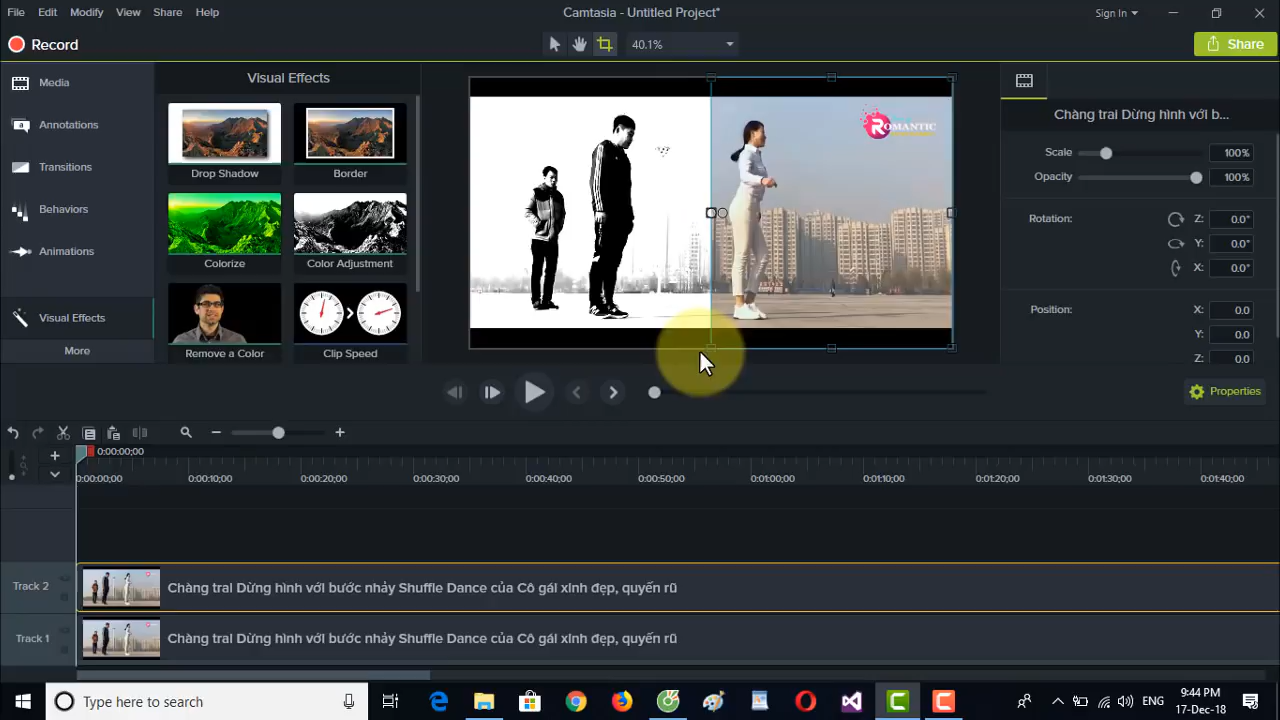 File Edit Modify View Share Help
Camtasia - Untitled Project*
Sign In
Record
40.1%
Share
Media
Annotations
Transitions
Behaviors
Animations
Visual Effects
More
Visual Effects
Drop Shadow
Border
Colorize
Color Adjustment
Remove a Color
Clip Speed
ROMANTIC
Chàng trai Dừng hình với b...
Scale 100%
Opacity 100%
Rotation: Z: 0.0°
Y: 0.0°
X: 0.0°
Position: X: 0.0
Y: 0.0
Z: 0.0
Properties
0:00:00;00
0:00:00;00 0:00:10;00 0:00:20;00 0:00:30;00 0:00:40;00 0:00:50;00 0:01:00;00 0:01:10;00 0:01:20;00 0:01:30;00 0:01:40;00
Track 2 Chàng trai Dừng hình với bước nhảy Shuffle Dance của Cô gái xinh đẹp, quyến rũ
Track 1 Chàng trai Dừng hình với bước nhảy Shuffle Dance của Cô gái xinh đẹp, quyến rũ
Type here to search
ENG
9:44 PM
17-Dec-18